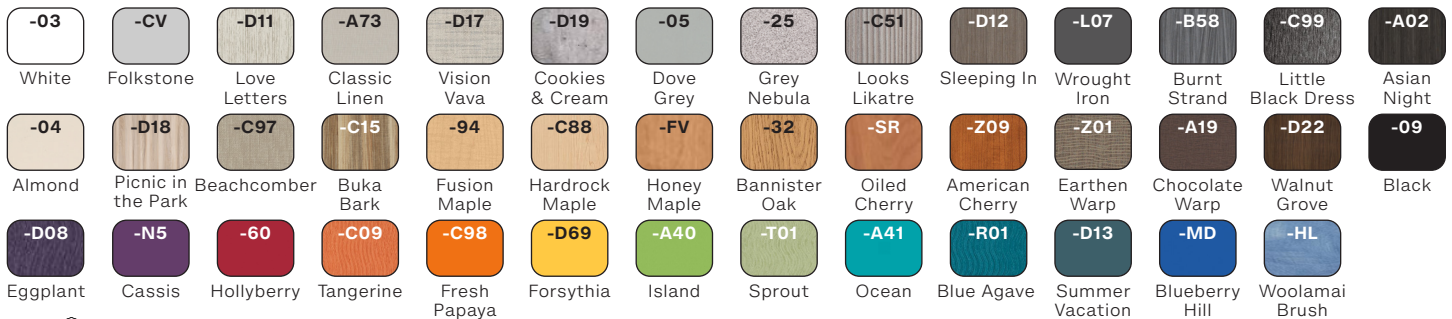 -03 -CV -D11 -A73 -D17 -D19 -05 -25 -C51 -D12 -L07 -B58 -C99 -A02
White Folkstone Love Classic Vision Cookies Dove Grey Looks Sleeping In Wrought Burnt Little Asian
Letters Linen Vava & Cream Grey Nebula Likatre Iron Strand Black Dress Night
-04 -D18 -C97 -C15 -94 -C88 -FV -32 -SR -Z09 -Z01 -A19 -D22 -09
Almond Picnic in Beachcomber Buka Fusion Hardrock Honey Bannister Oiled American Earthen Chocolate Walnut Black
the Park Bark Maple Maple Maple Oak Cherry Cherry Warp Warp Grove
-D08 -N5 -60 -C09 -C98 -D69 -A40 -T01 -A41 -R01 -D13 -MD -HL
Eggplant Cassis Hollyberry Tangerine Fresh Forsythia Island Sprout Ocean Blue Agave Summer Blueberry Woolamai
Papaya Vacation Hill Brush